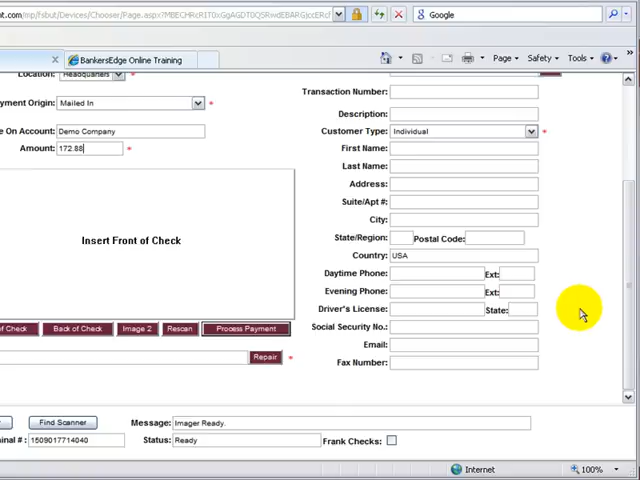 nt.com/mp/fsbut/Devices/Chooser/Page.aspx?
Google
BankersEdge Online Training
Page
Safety
Tools
Location:
Headquarters
Transaction Number:
yment Origin:
Mailed In
*
Description:
e On Account:
Demo Company
Customer Type:
Individual
*
Amount:
172.88
*
First Name:
Last Name:
Address:
Suite/Apt #:
City:
Insert Front of Check
State/Region:
Postal Code:
Country:
USA
Daytime Phone:
Ext:
Evening Phone:
Ext:
Driver's License:
State:
of Check
Back of Check
Image 2
Rescan
Process Payment
Social Security No.:
Email:
Repair
*
Fax Number:
Find Scanner
Message:
Imager Ready.
inal # :
1509017714040
Status:
Ready
Frank Checks:
Internet
100%